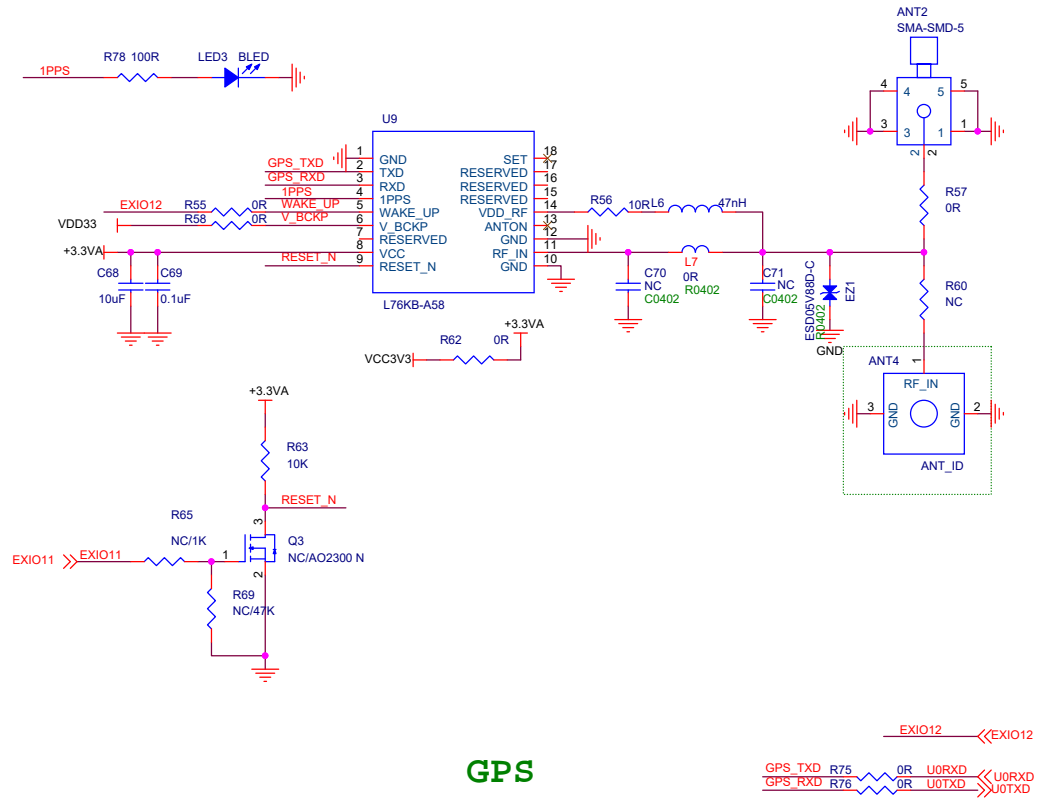 ANT2
SMA-SMD-5
R78 100R
LED3 BLED
1PPS
4 4 5 5
3 3 1 1
2 2
U9
1 GND
GPS_TXD 2 TXD
GPS_RXD 3 RXD
1PPS 4 1PPS
EXIO12 R55 0R WAKE_UP 5 WAKE_UP
VDD33 R58 0R V_BCKP 6 V_BCKP
7 RESERVED
+3.3VA 8 VCC
RESET_N 9 RESET_N
SET 18
RESERVED 17
RESERVED 16
RESERVED 15
VDD_RF 14
ANTON 13
GND 12
RF_IN 11
GND 10
L76KB-A58
R56 10R L6 47nH
R57
0R
C68
10uF
C69
0.1uF
C70
NC
C0402
L7
0R
R0402
C71
NC
C0402
ESD05V88D-C
R0402
EZ1
GND
R60
NC
+3.3VA
R62 0R
VCC3V3
ANT4
1
RF_IN
3 GND
GND 2
ANT_ID
+3.3VA
R63
10K
RESET_N
R65
NC/1K
3
Q3
NC/AO2300 N
EXIO11 EXIO11 1
2
R69
NC/47K
GPS
EXIO12 EXIO12
GPS_TXD R75 0R U0RXD U0RXD
GPS_RXD R76 0R U0TXD U0TXD